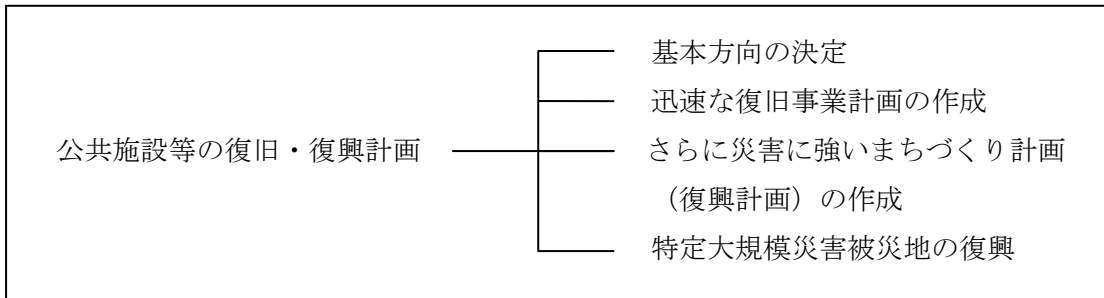 公共施設等の復旧・復興計画
基本方向の決定
迅速な復旧事業計画の作成
さらに災害に強いまちづくり計画
（復興計画）の作成
特定大規模災害被災地の復興